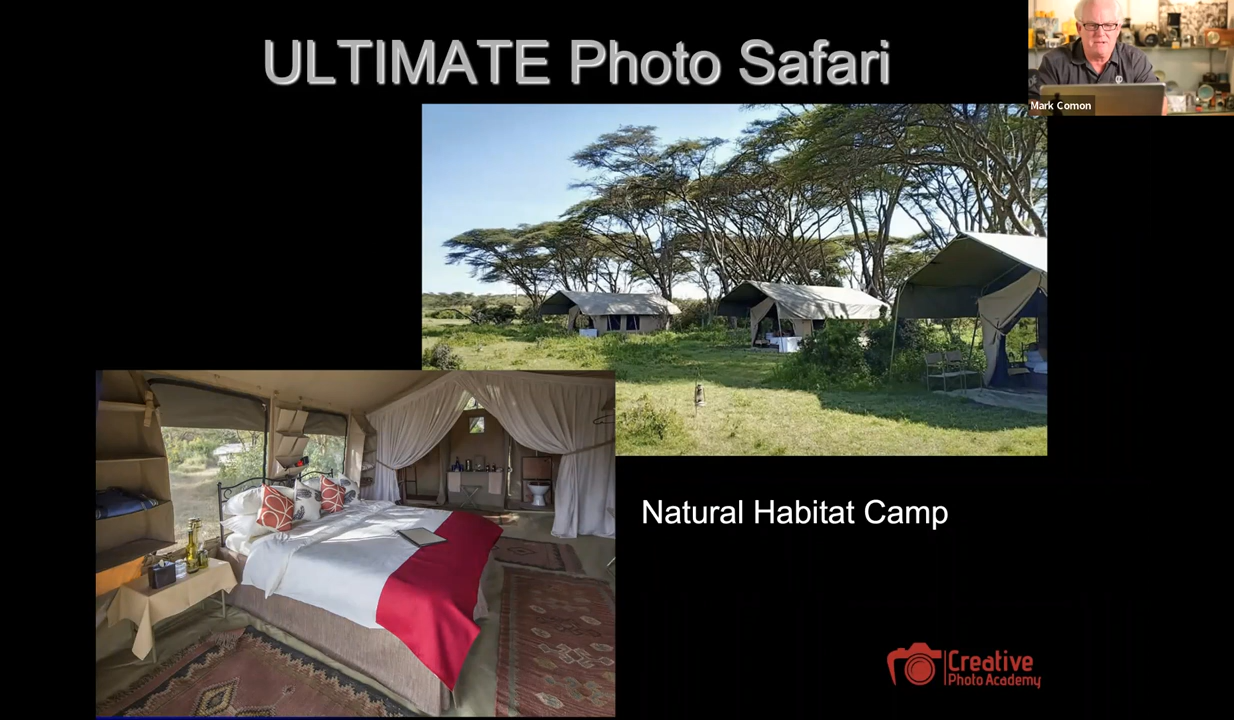 ULTIMATE Photo Safari
Mark Comon
Natural Habitat Camp
Creative
Photo Academy